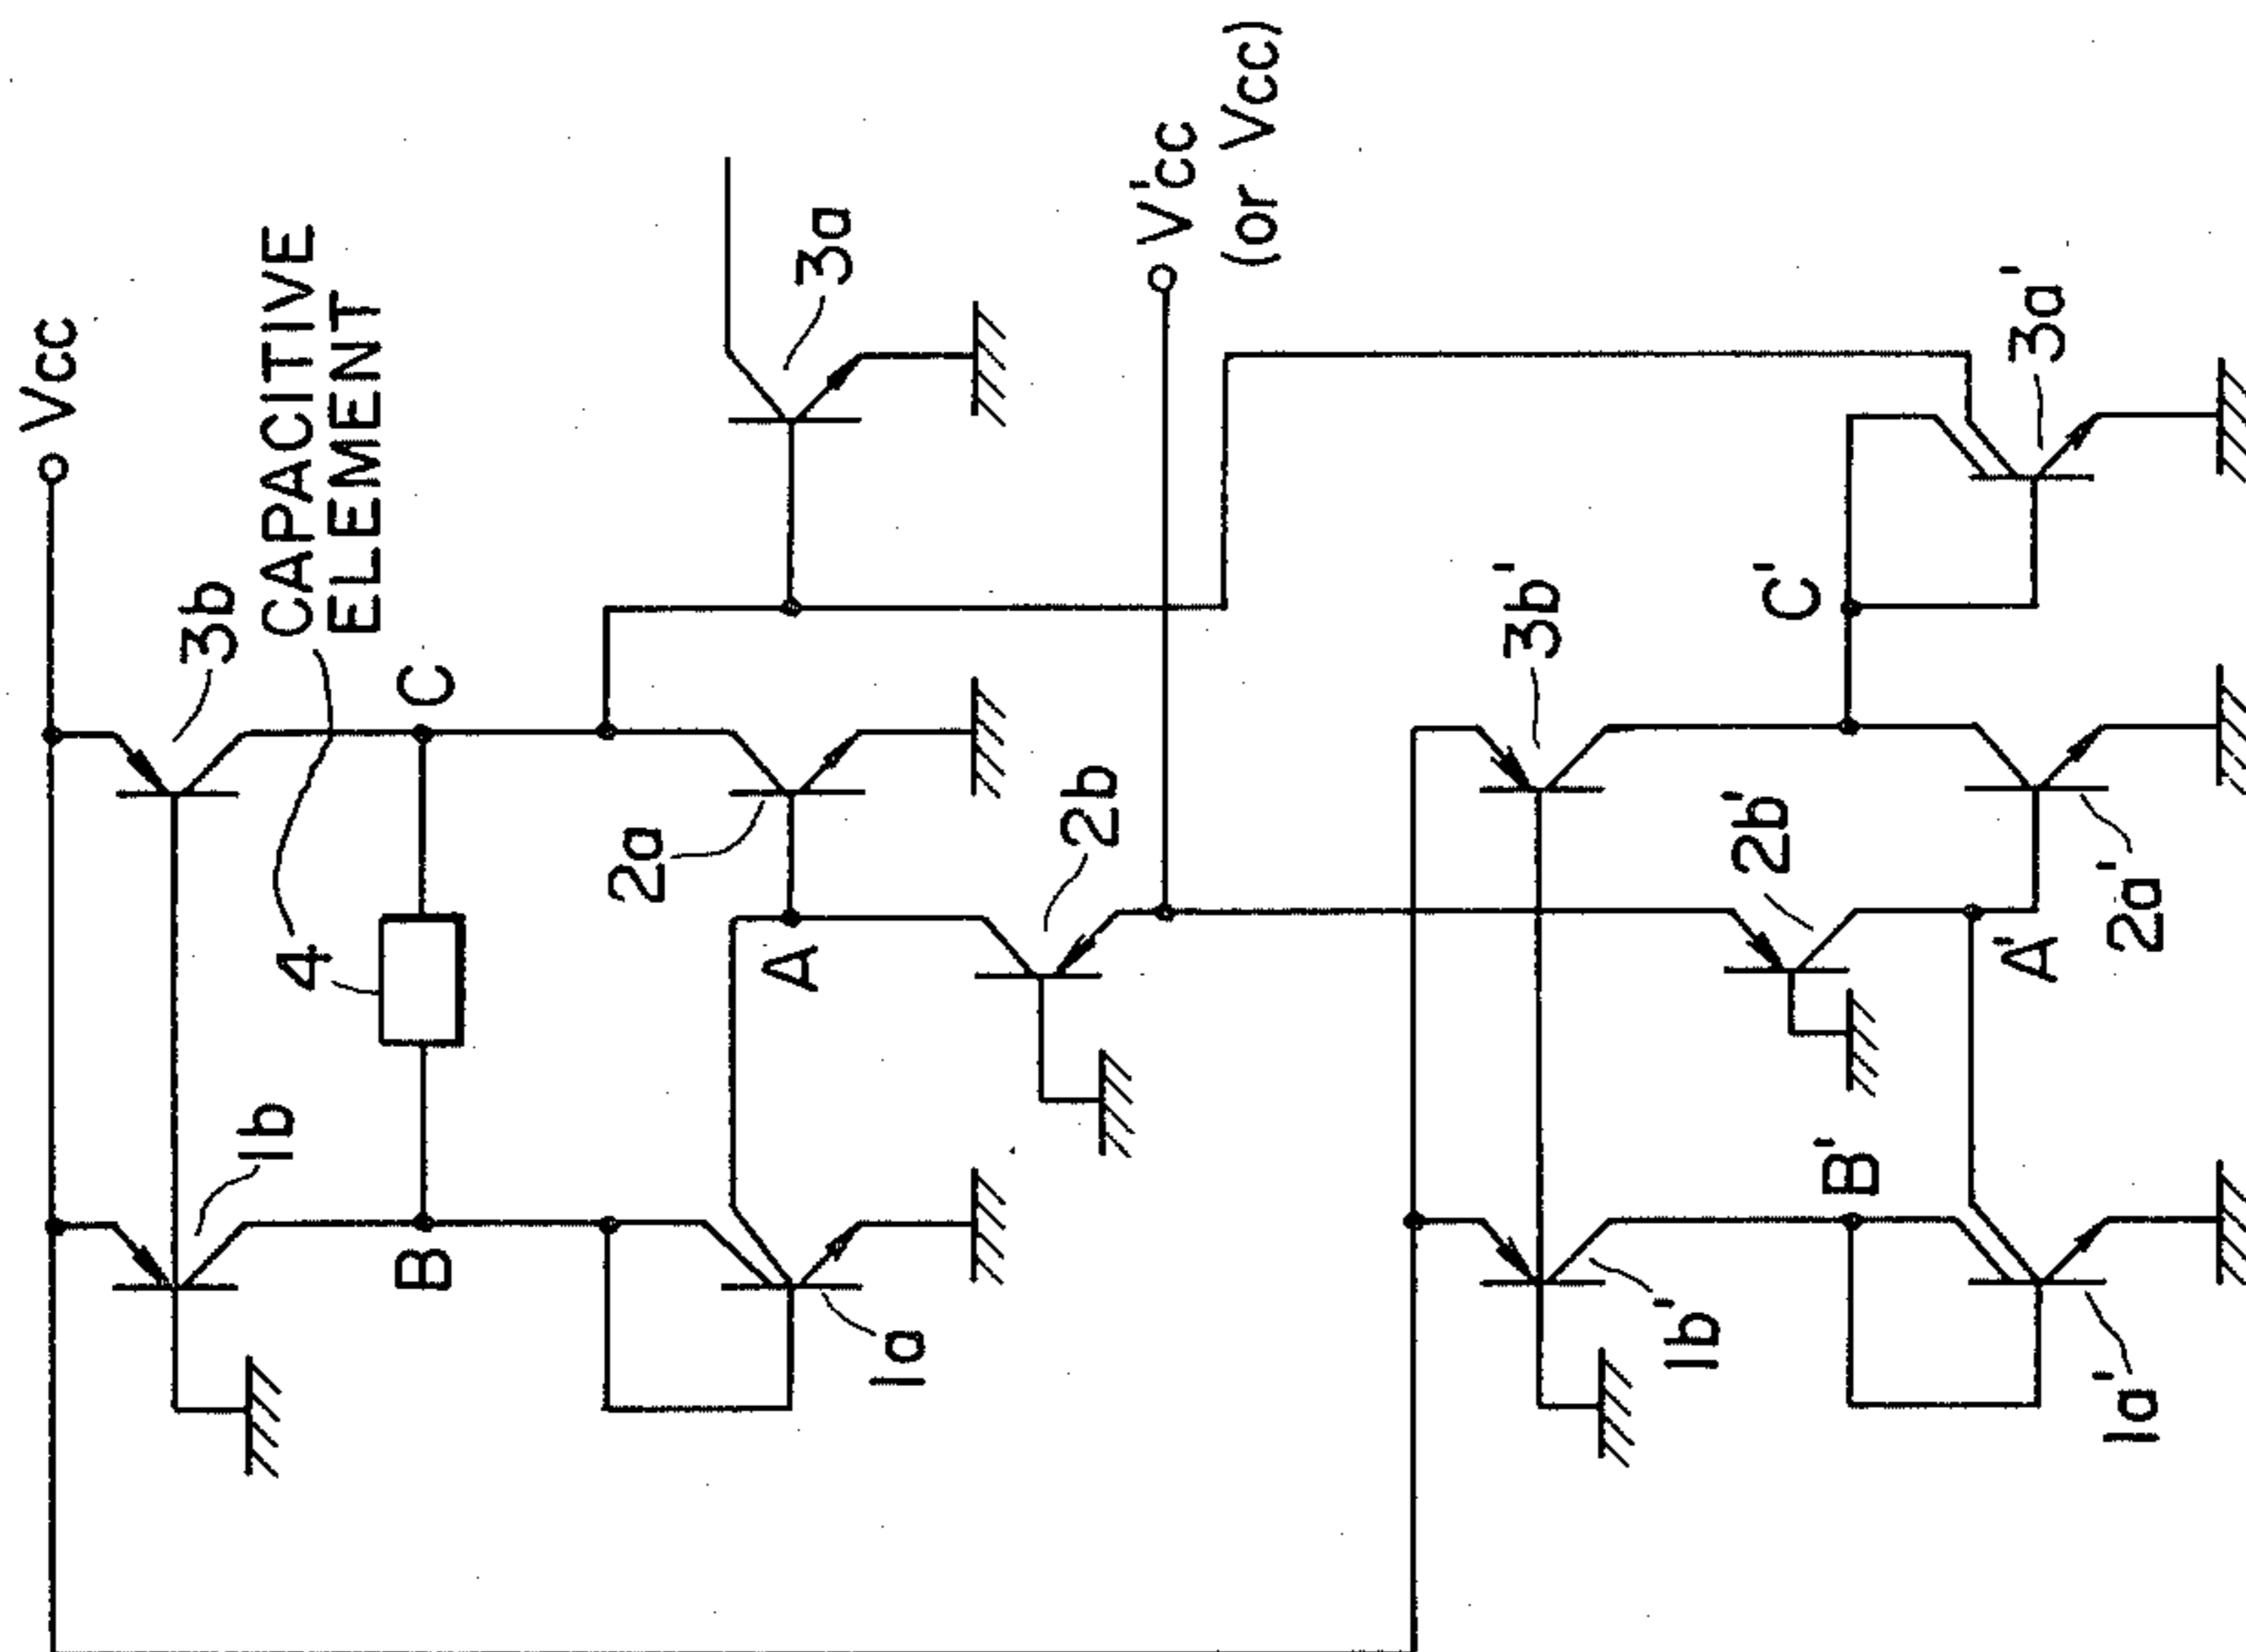 Vcc
3b
CAPACITIVE
ELEMENT
1b
4
C
B
3a
2a
A
2b
1a
V'cc
(or Vcc)
3b'
C'
3a'
2b'
1b'
B'
A'
2a'
1a'